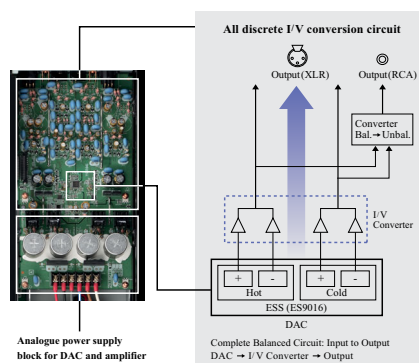 All discrete I/V conversion circuit
Output (XLR)
Output (RCA)
Converter
Bal.→Unbal.
I/V
Converter
+ - + -
Hot Cold
ESS (ES9016)
DAC
Analogue power supply
block for DAC and amplifier
Complete Balanced Circuit: Input to Output
DAC → I/V Converter → Output